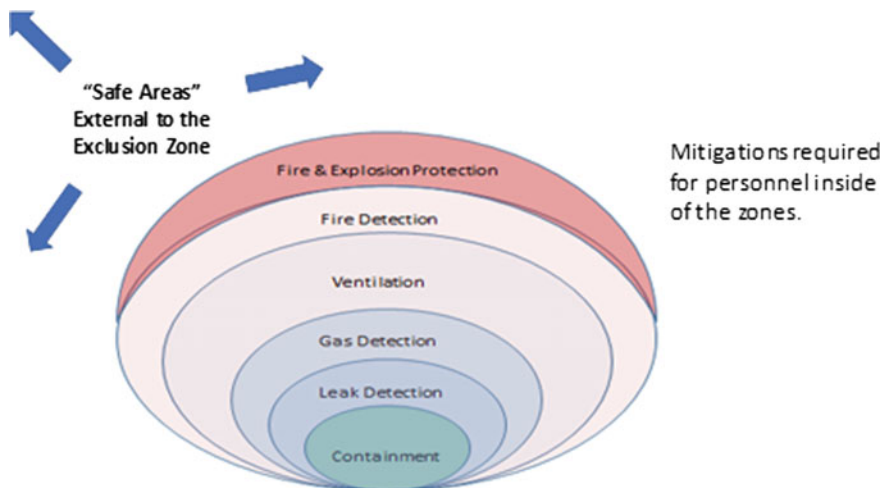 “Safe Areas”
External to the
Exclusion Zone
Mitigations required
for personnel inside
of the zones.
Fire & Explosion Protection
Fire Detection
Ventilation
Gas Detection
Leak Detection
Containment